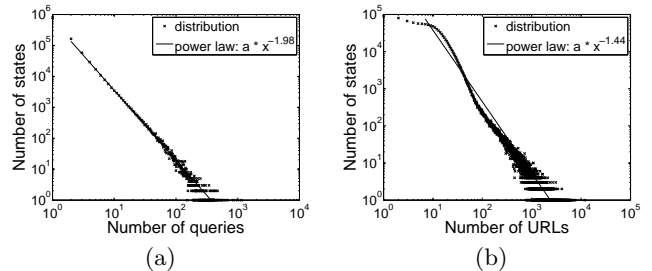 distribution
power law: a * x^-1.98
Number of states
10^6
10^5
10^4
10^3
10^2
10^1
10^0
10^0 10^1 10^2 10^3 10^4
Number of queries
(a)
distribution
power law: a * x^-1.44
Number of states
10^5
10^4
10^3
10^2
10^1
10^0
10^0 10^1 10^2 10^3 10^4 10^5
Number of URLs
(b)